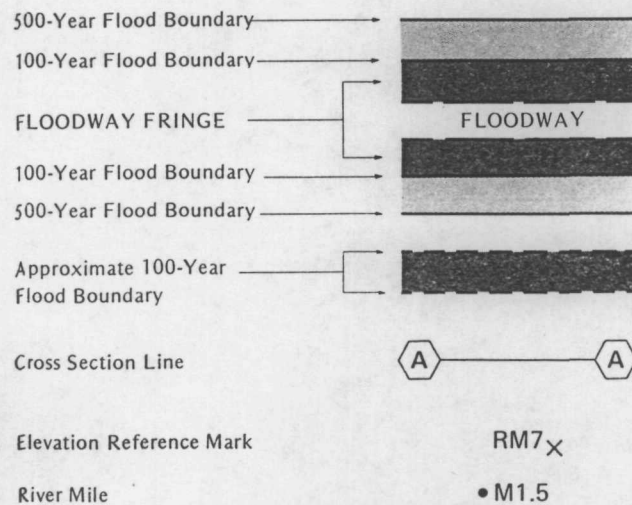 500-Year Flood Boundary
100-Year Flood Boundary
FLOODWAY FRINGE
FLOODWAY
100-Year Flood Boundary
500-Year Flood Boundary
Approximate 100-Year
Flood Boundary
Cross Section Line
A A
Elevation Reference Mark
RM7
River Mile
M1.5